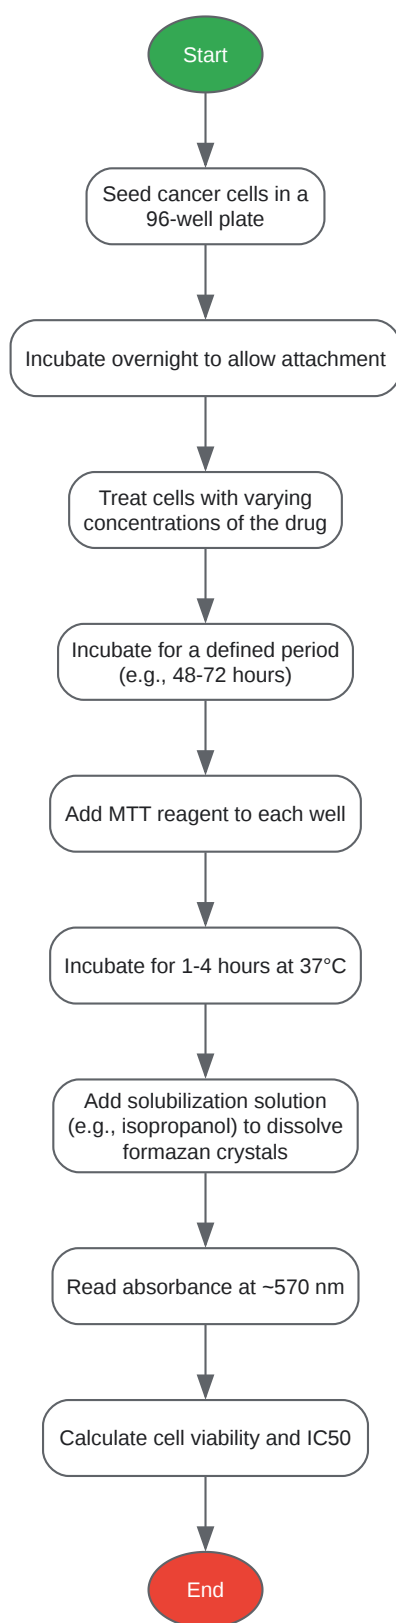 Start
Seed cancer cells in a
96-well plate
Incubate overnight to allow attachment
Treat cells with varying
concentrations of the drug
Incubate for a defined period
(e.g., 48-72 hours)
Add MTT reagent to each well
Incubate for 1-4 hours at 37°C
Add solubilization solution
(e.g., isopropanol) to dissolve
formazan crystals
Read absorbance at ~570 nm
Calculate cell viability and IC50
End